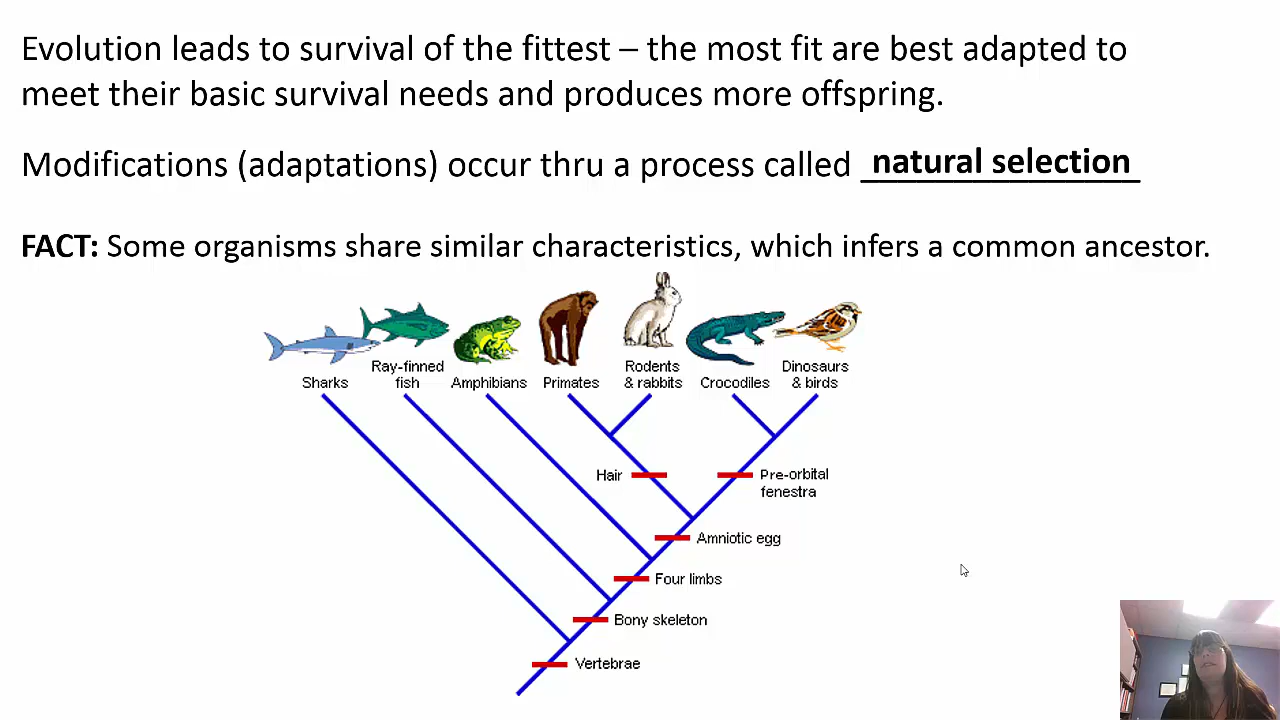 Evolution leads to survival of the fittest – the most fit are best adapted to
meet their basic survival needs and produces more offspring.
Modifications (adaptations) occur thru a process called natural selection
FACT: Some organisms share similar characteristics, which infers a common ancestor.
Sharks
Ray-finned
fish
Amphibians
Primates
Rodents
& rabbits
Crocodiles
Dinosaurs
& birds
Hair
Pre-orbital
fenestra
Amniotic egg
Four limbs
Bony skeleton
Vertebrae